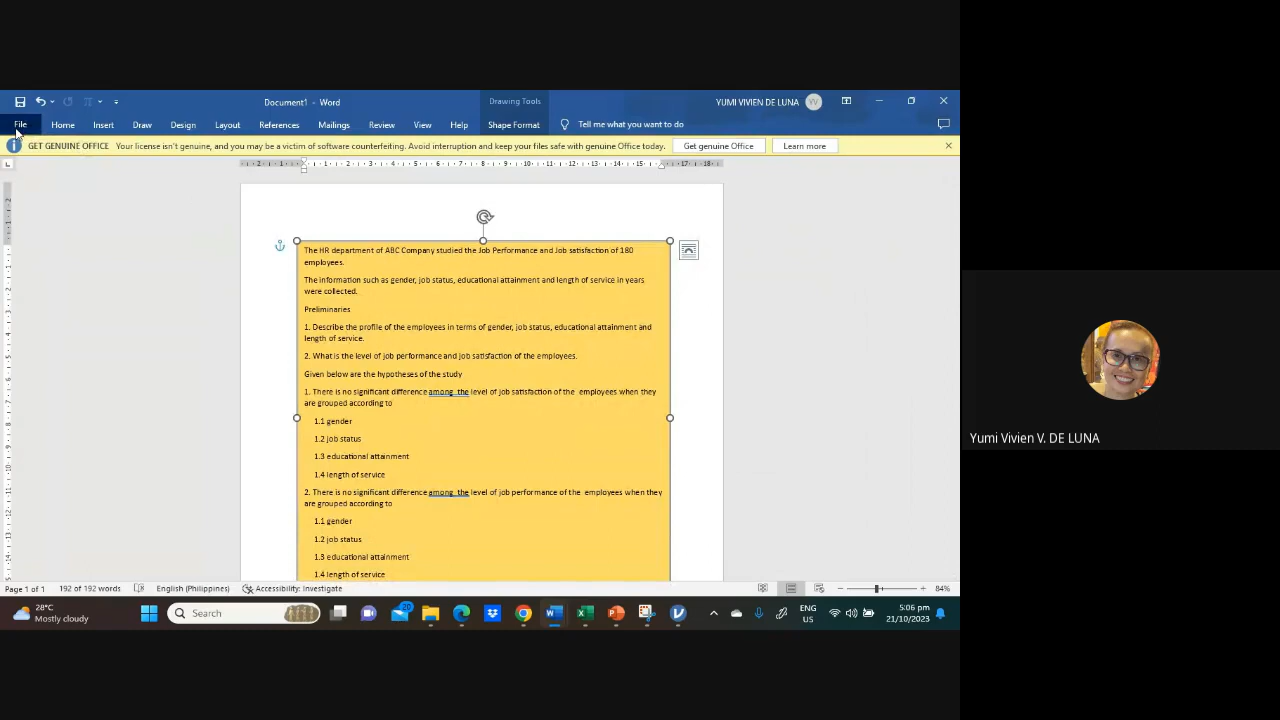 Document1 - Word
Drawing Tools
YUMI VIVIEN DE LUNA
YV
File
Home
Insert
Draw
Design
Layout
References
Mailings
Review
View
Help
Shape Format
Tell me what you want to do
GET GENUINE OFFICE Your license isn't genuine, and you may be a victim of software counterfeiting. Avoid interruption and keep your files safe with genuine Office today.
Get genuine Office
Learn more
The HR department of ABC Company studied the Job Performance and Job satisfaction of 180
employees.
The information such as gender, job status, educational attainment and length of service in years
were collected.
Preliminaries
1. Describe the profile of the employees in terms of gender, job status, educational attainment and
length of service.
2. What is the level of job performance and job satisfaction of the employees.
Given below are the hypotheses of the study
1. There is no significant difference among the level of job satisfaction of the employees when they
are grouped according to
1.1 gender
1.2 job status
1.3 educational attainment
1.4 length of service
2. There is no significant difference among the level of job performance of the employees when they
are grouped according to
1.1 gender
1.2 job status
1.3 educational attainment
1.4 length of service
Yumi Vivien V. DE LUNA
Page 1 of 1
192 of 192 words
English (Philippines)
Accessibility: Investigate
84%
28°C
Mostly cloudy
Search
ENG
US
5:06 pm
21/10/2023